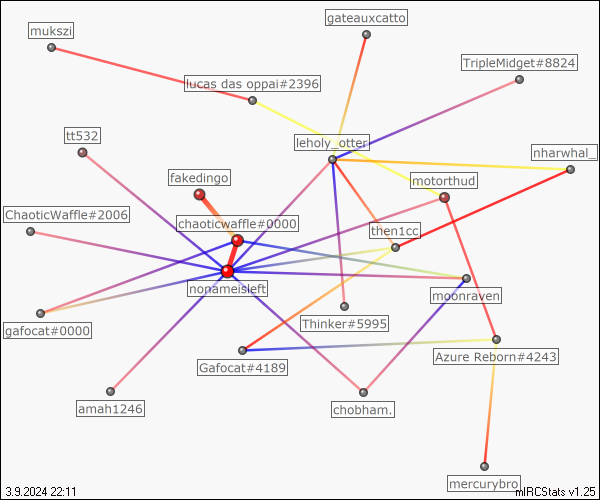 gateauxcatto
mukszi
TripleMidget#8824
lucas das oppai#2396
tt532
leholy_otter
nharwhal_
fakedingo
motorthud
ChaoticWaffle#2006
chaoticwaffle#0000
then1cc
nonameisleft
moonraven
gafocat#0000
Thinker#5995
Azure Reborn#4243
Gafocat#4189
amah1246
chobham.
mercurybro
3.9.2024 22:11
mIRCStats v1.25